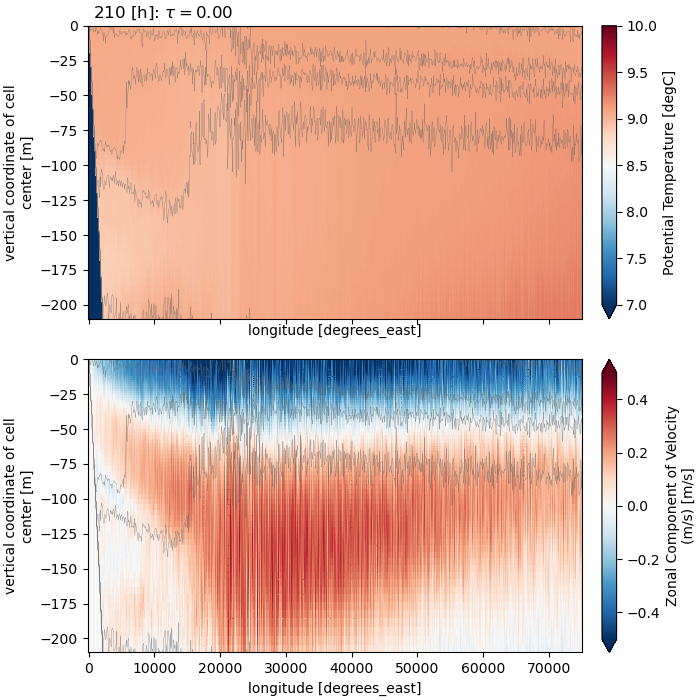 210 [h]: τ = 0.00
0
−25
−50
−75
−100
−125
−150
−175
−200
vertical coordinate of cell
center [m]
longitude [degrees_east]
10.0
9.5
9.0
8.5
8.0
7.5
7.0
Potential Temperature [degC]
0
−25
−50
−75
−100
−125
−150
−175
−200
vertical coordinate of cell
center [m]
0 10000 20000 30000 40000 50000 60000 70000
longitude [degrees_east]
0.4
0.2
0.0
−0.2
−0.4
Zonal Component of Velocity
(m/s) [m/s]